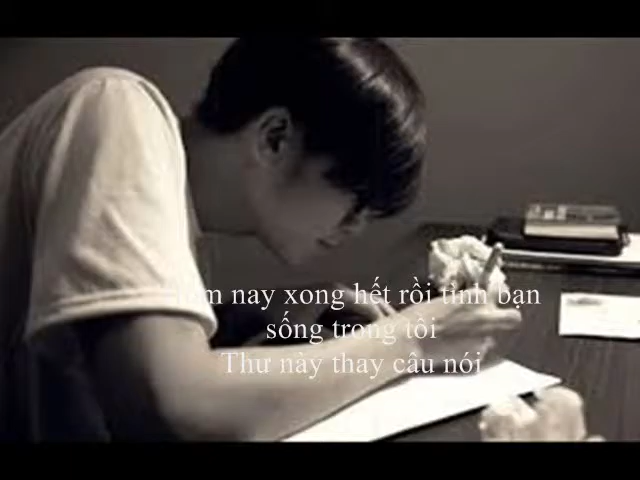 nay xong hết rồi tình bạn
sống trong tôi
Thư này thay câu nói